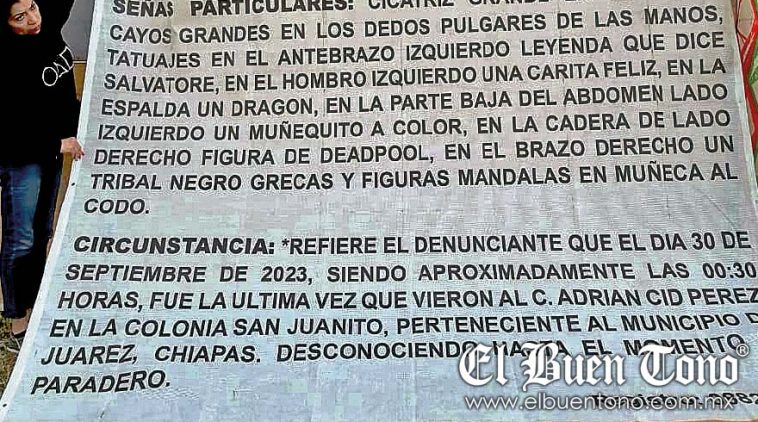 SEÑAS PARTICULARES: CICATRIZ
CAYOS GRANDES EN LOS DEDOS PULGARES DE LAS MANOS,
TATUAJES EN EL ANTEBRAZO IZQUIERDO LEYENDA QUE DICE
SALVATORE, EN EL HOMBRO IZQUIERDO UNA CARITA FELIZ, EN LA
ESPALDA UN DRAGON, EN LA PARTE BAJA DEL ABDOMEN LADO
IZQUIERDO UN MUÑEQUITO A COLOR, EN LA CADERA DE LADO
DERECHO FIGURA DE DEADPOOL, EN EL BRAZO DERECHO UN
TRIBAL NEGRO GRECAS Y FIGURAS MANDALAS EN MUÑECA AL
CODO.
CIRCUNSTANCIA: *REFIERE EL DENUNCIANTE QUE EL DIA 30 DE
SEPTIEMBRE DE 2023, SIENDO APROXIMADAMENTE LAS 00:30
HORAS, FUE LA ULTIMA VEZ QUE VIERON AL C. ADRIAN CID PEREZ
EN LA COLONIA SAN JUANITO, PERTENECIENTE AL MUNICIPIO
JUAREZ, CHIAPAS. DESCONOCIENDO HASTA EL MOMENTO
PARADERO.
El Buen Tono®
www.elbuentono.com.mx